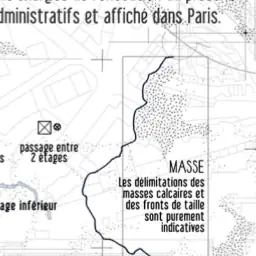 dministratifs et affiché dans Paris.
passage entre
2 étages
age inférieur
MASSE
Les délimitations des
masses calcaires et
des fronts de taille
sont purement
indicatives